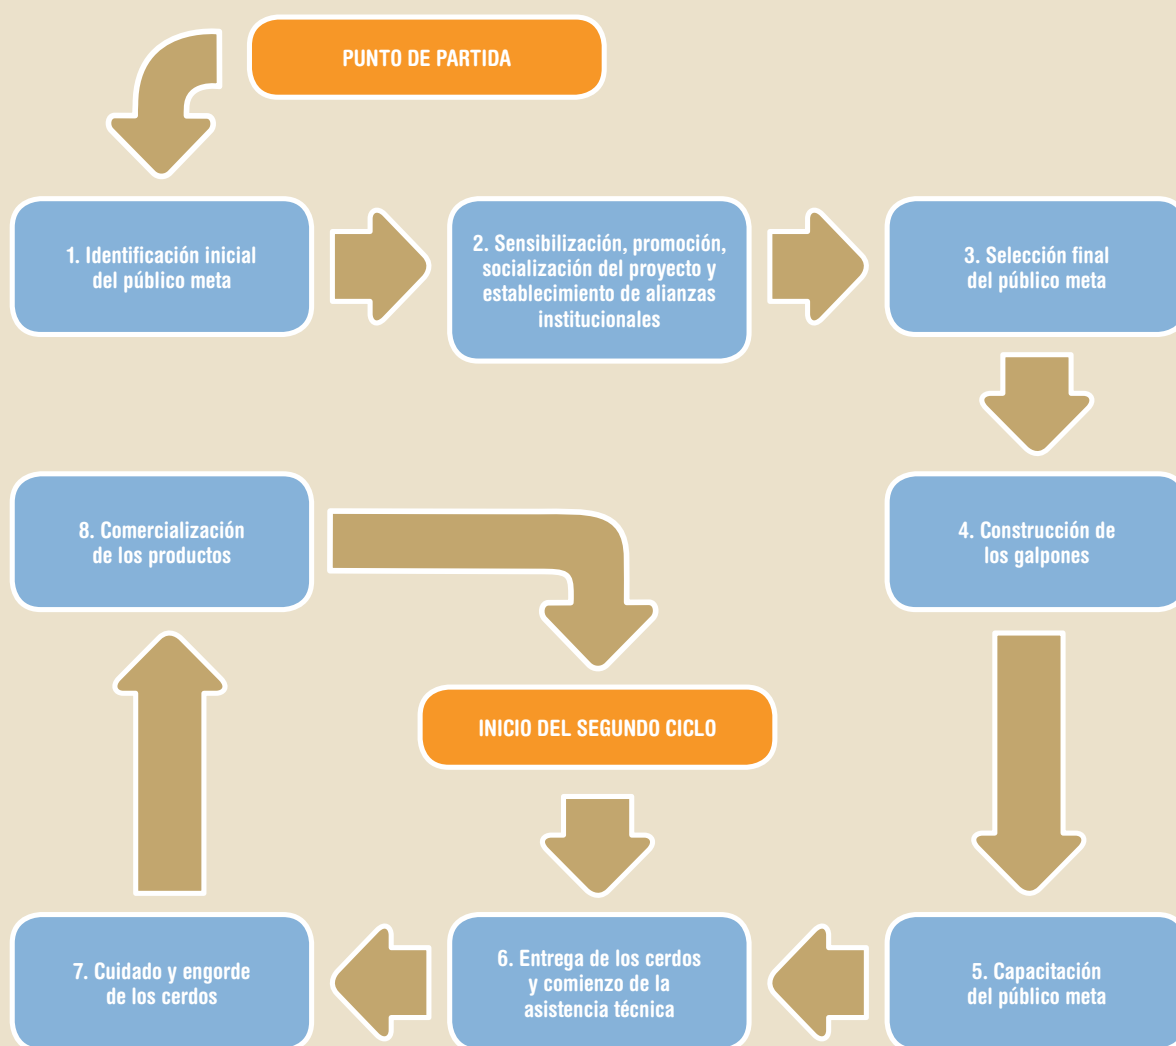 PUNTO DE PARTIDA
1. Identificación inicial
del público meta
2. Sensibilización, promoción,
socialización del proyecto y
establecimiento de alianzas
institucionales
3. Selección final
del público meta
4. Construcción de
los galpones
5. Capacitación
del público meta
6. Entrega de los cerdos
y comienzo de la
asistencia técnica
7. Cuidado y engorde
de los cerdos
8. Comercialización
de los productos
INICIO DEL SEGUNDO CICLO